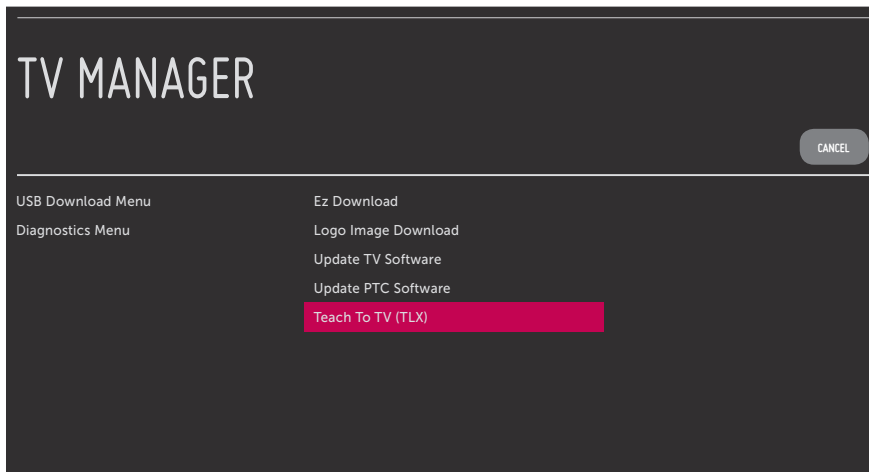 TV MANAGER
CANCEL
USB Download Menu
Diagnostics Menu
Ez Download
Logo Image Download
Update TV Software
Update PTC Software
Teach To TV (TLX)